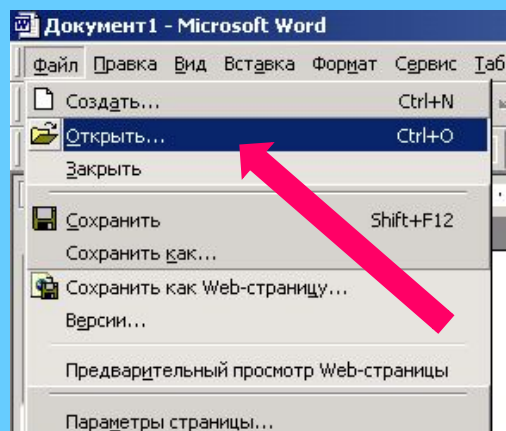 Документ1 - Microsoft Word
Файл Правка Вид Вставка Формат Сервис Таб
Создать... Ctrl+N
Открыть... Ctrl+O
Закрыть
Сохранить Shift+F12
Сохранить как...
Сохранить как Web-страницу...
Версии...
Предварительный просмотр Web-страницы
Параметры страницы...